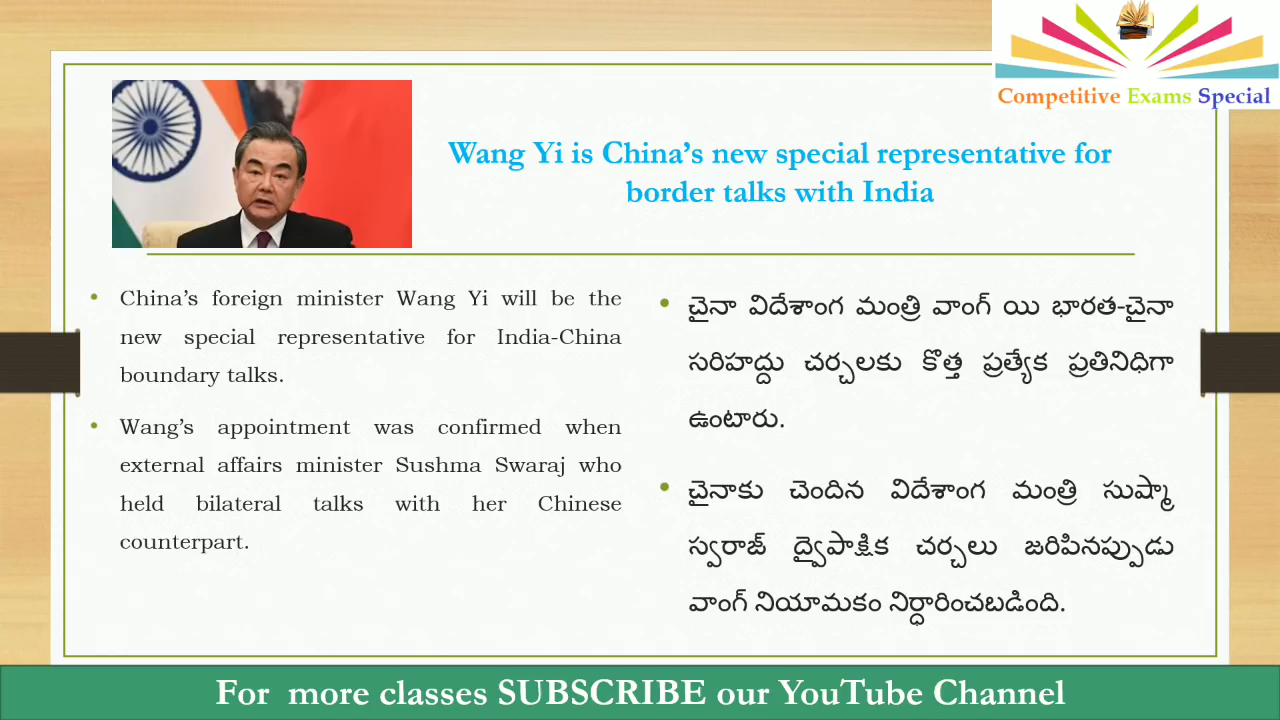 Competitive Exams Special
Wang Yi is China’s new special representative for
border talks with India
• China’s foreign minister Wang Yi will be the
new special representative for India-China
boundary talks.
• Wang’s appointment was confirmed when
external affairs minister Sushma Swaraj who
held bilateral talks with her Chinese
counterpart.
• చైనా విదేశాంగ మంత్రి వాంగ్ యి భారత-చైనా
సరిహద్దు చర్చలకు కొత్త ప్రత్యేక ప్రతినిధిగా
ఉంటారు.
• చైనాకు చెందిన విదేశాంగ మంత్రి సుష్మా
స్వరాజ్ ద్వైపాక్షిక చర్చలు జరిపినప్పుడు
వాంగ్ నియామకం నిర్ధారించబడింది.
For more classes SUBSCRIBE our YouTube Channel